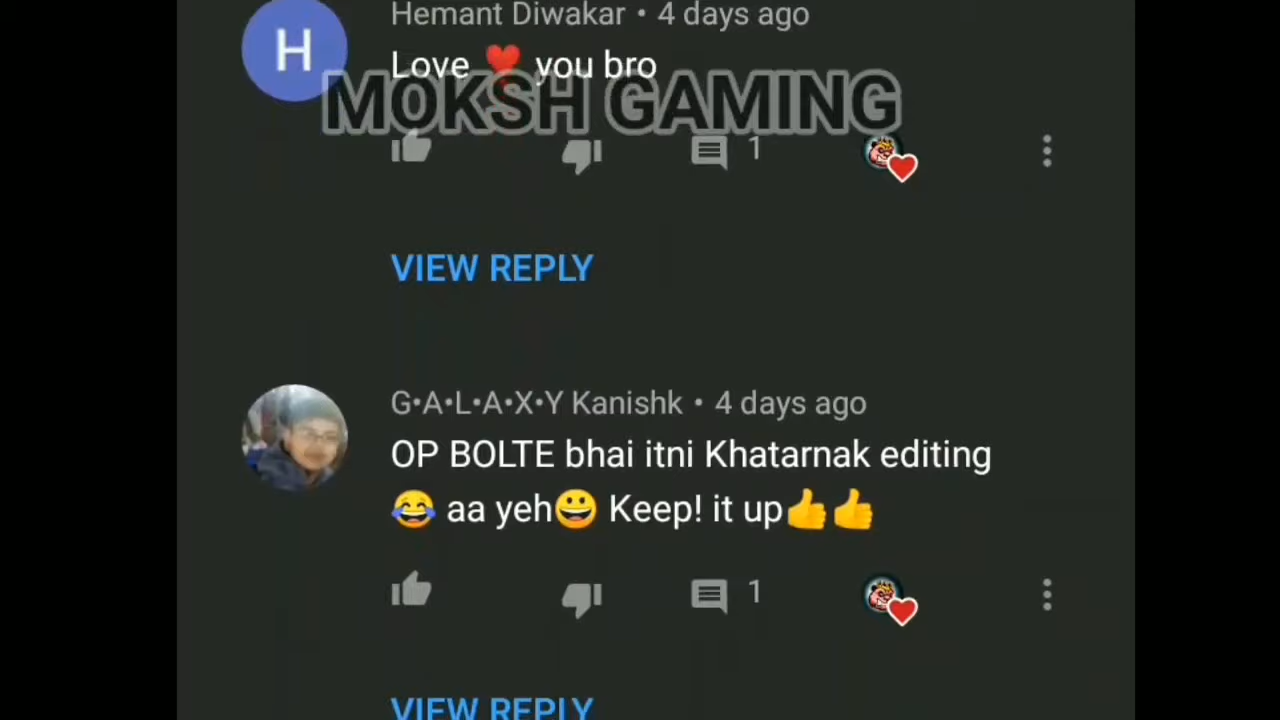 Hemant Diwakar • 4 days ago
Love ❣️ you bro
MOKSH GAMING
1
VIEW REPLY
G•A•L•A•X•Y Kanishk • 4 days ago
OP BOLTE bhai itni Khatarnak editing
😂 aa yeh😀 Keep! it up👍👍
1
VIEW REPLY
H